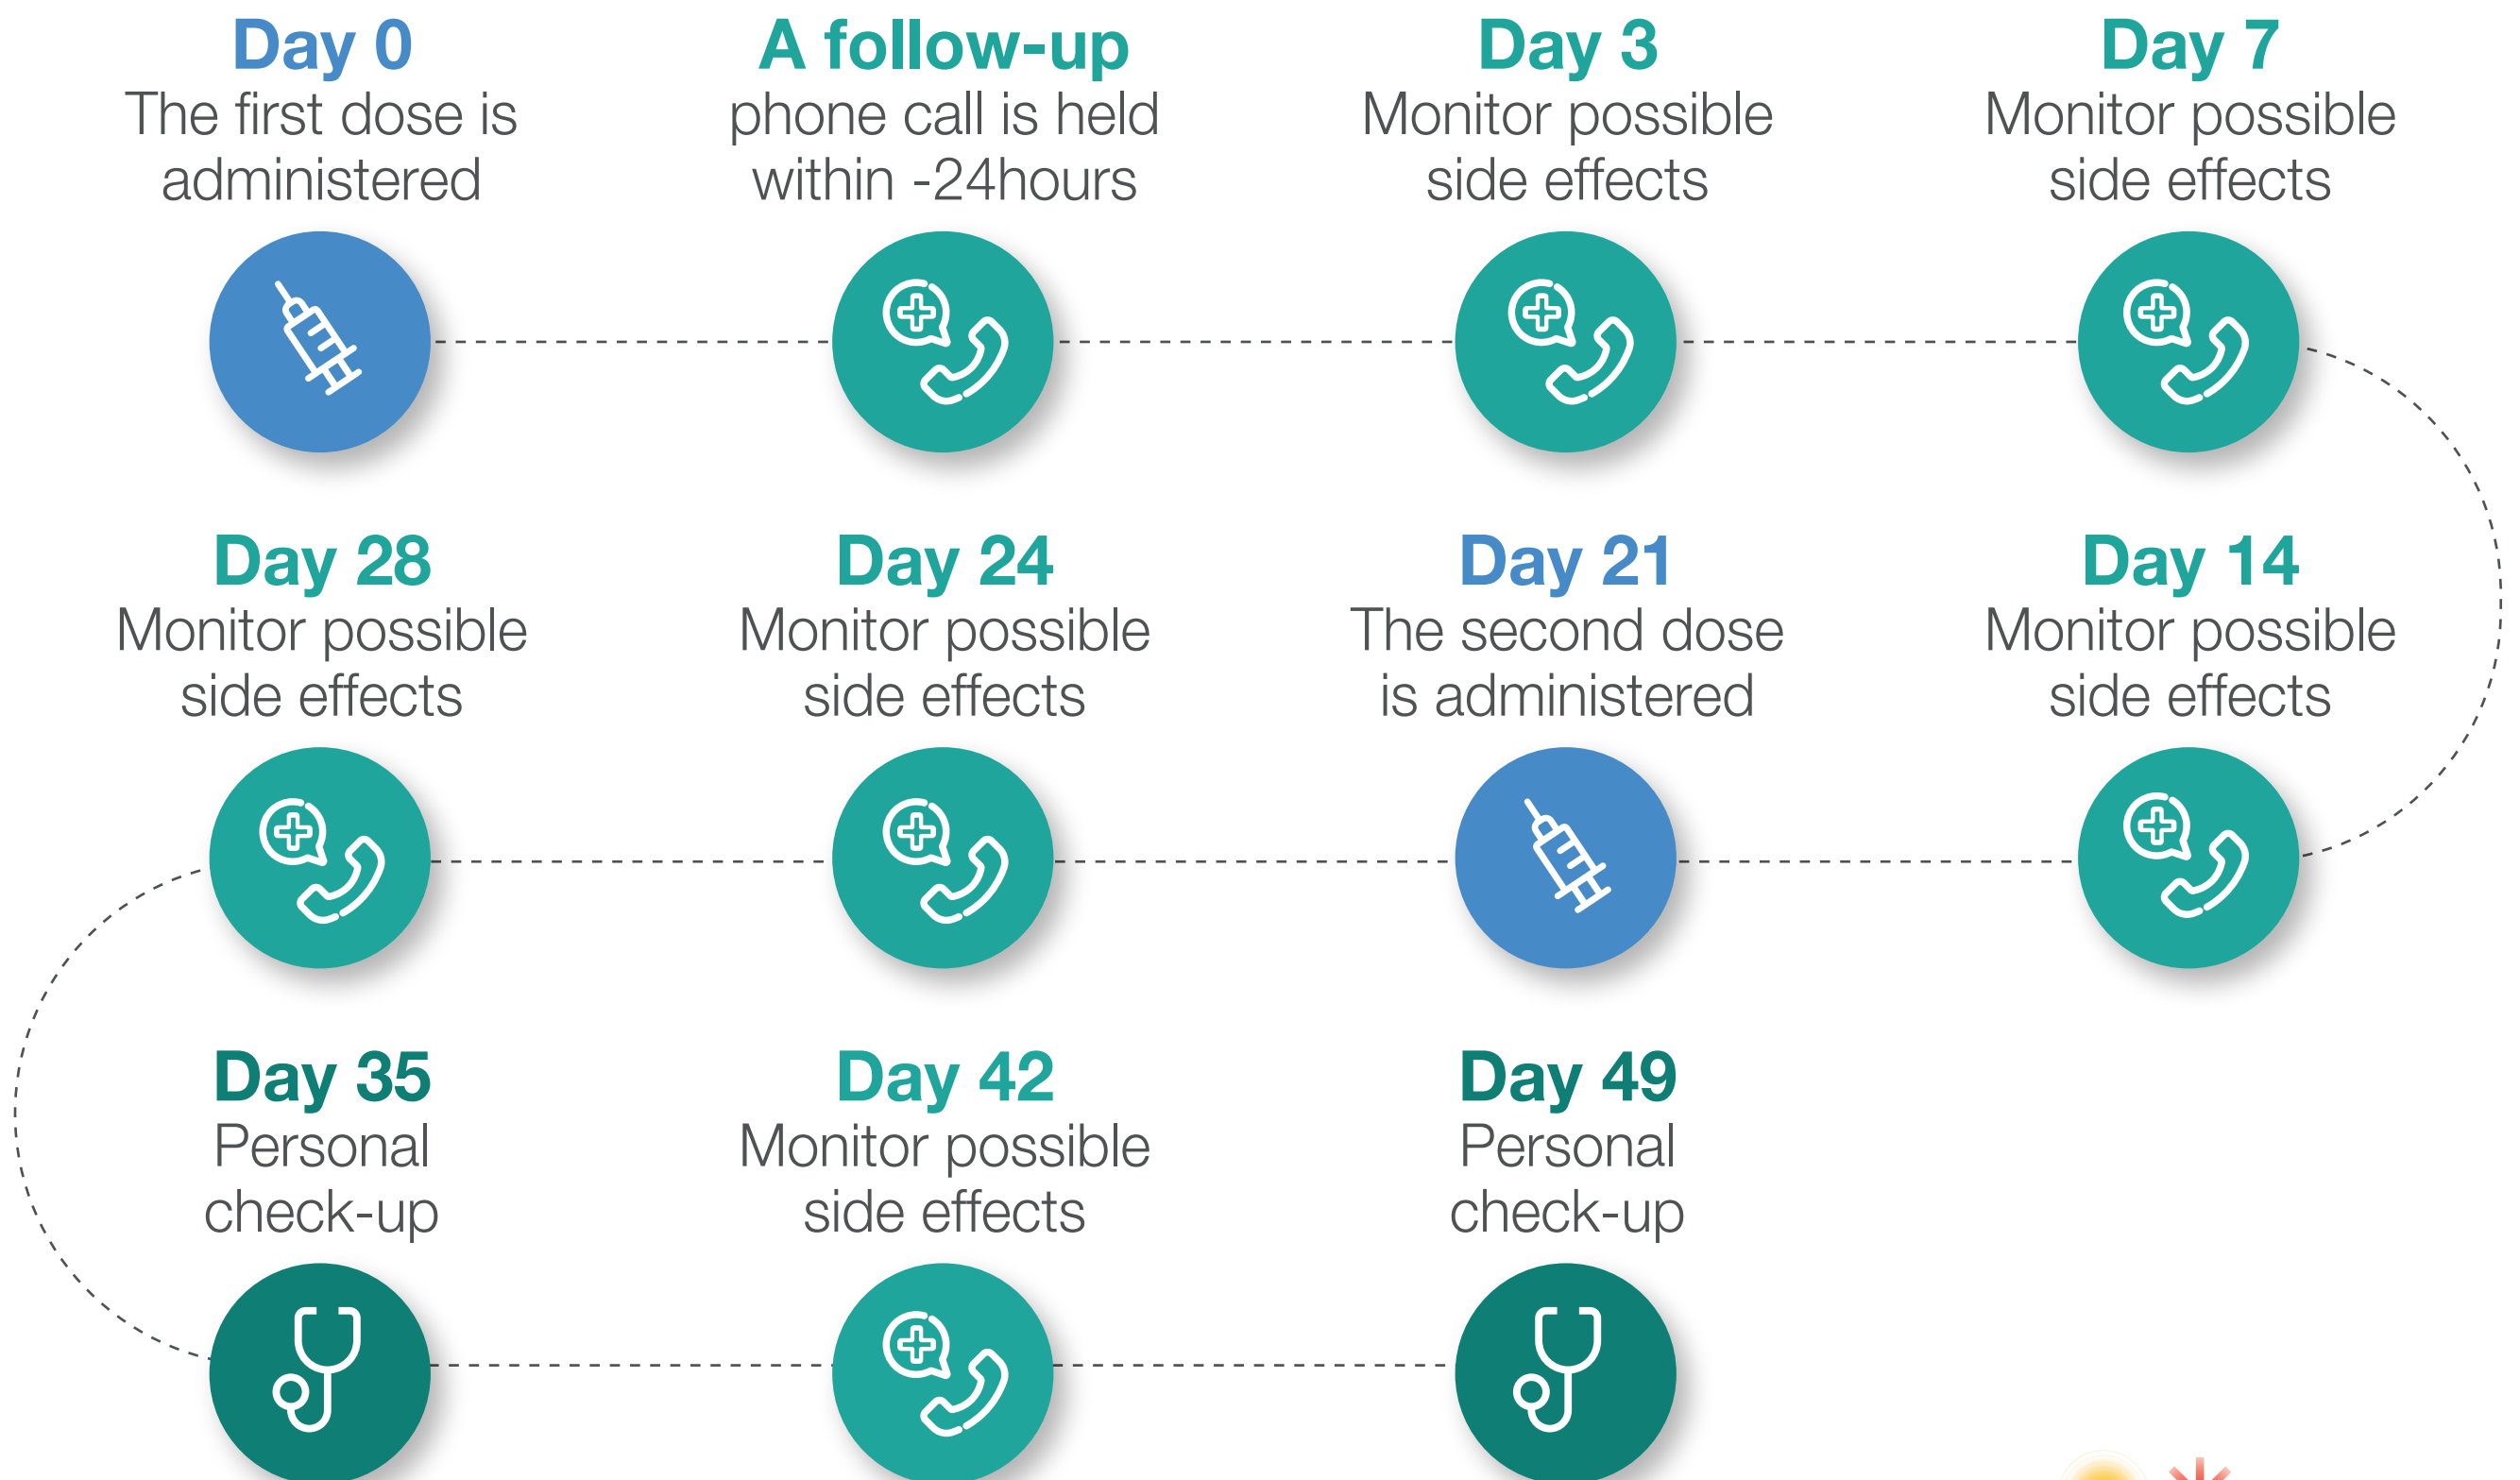 Day 0
The first dose is
administered
A follow-up
phone call is held
within -24hours
Day 3
Monitor possible
side effects
Day 7
Monitor possible
side effects
Day 14
Monitor possible
side effects
Day 21
The second dose
is administered
Day 24
Monitor possible
side effects
Day 28
Monitor possible
side effects
Day 35
Personal
check-up
Day 42
Monitor possible
side effects
Day 49
Personal
check-up